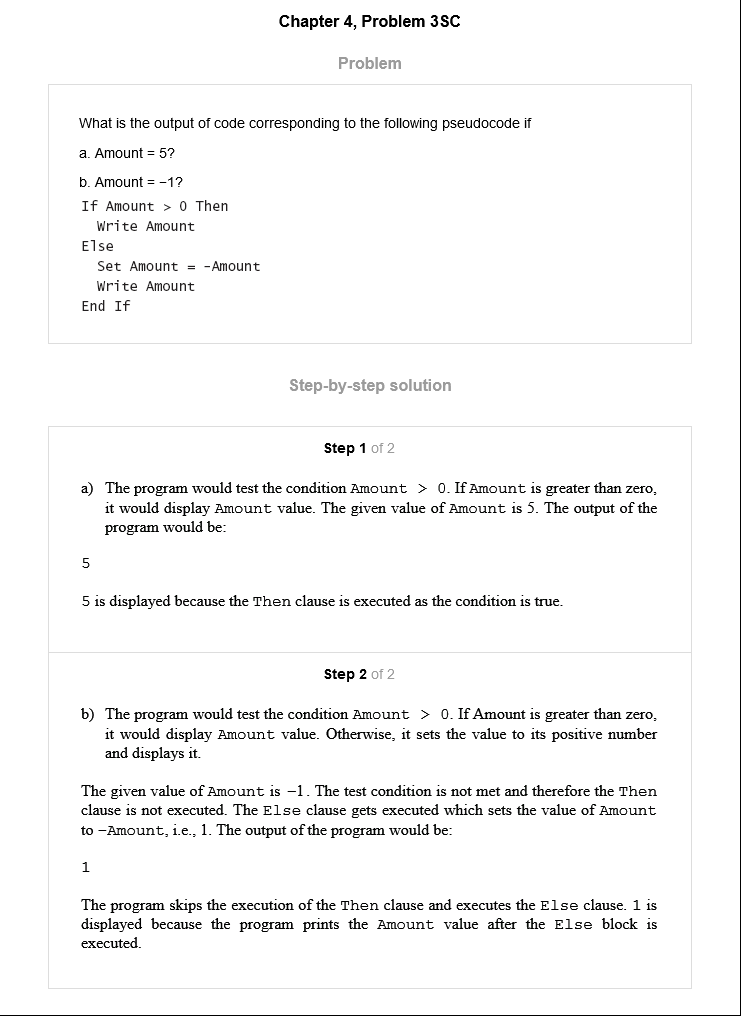 Chapter 4, Problem 3SC
Problem
What is the output of code corresponding to the following pseudocode if
a. Amount = 5?
b. Amount = −1?
If Amount > 0 Then
Write Amount
Else
Set Amount = -Amount
Write Amount
End If
Step-by-step solution
Step 1 of 2
a) The program would test the condition Amount > 0. If Amount is greater than zero,
it would display Amount value. The given value of Amount is 5. The output of the
program would be:
5
5 is displayed because the Then clause is executed as the condition is true.
Step 2 of 2
b) The program would test the condition Amount > 0. If Amount is greater than zero,
it would display Amount value. Otherwise, it sets the value to its positive number
and displays it.
The given value of Amount is −1. The test condition is not met and therefore the Then
clause is not executed. The Else clause gets executed which sets the value of Amount
to −Amount, i.e., 1. The output of the program would be:
1
The program skips the execution of the Then clause and executes the Else clause. 1 is
displayed because the program prints the Amount value after the Else block is
executed.